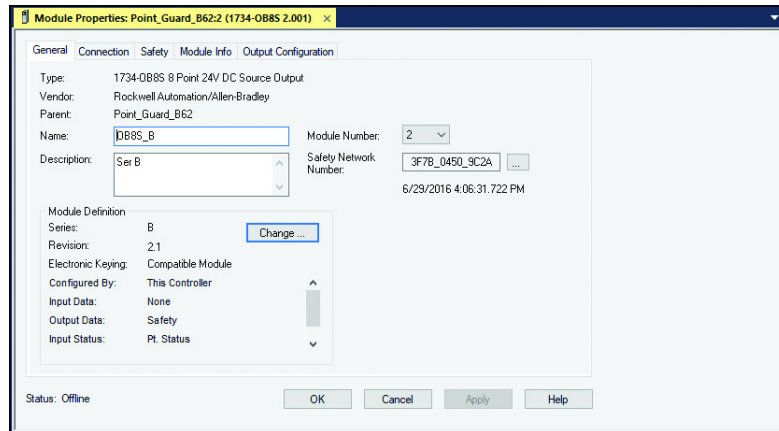 Module Properties: Point_Guard_B62:2 (1734-OB8S 2.001) ×
General Connection Safety Module Info Output Configuration
Type: 1734-OB8S 8 Point 24V DC Source Output
Vendor: Rockwell Automation/Allen-Bradley
Parent: Point_Guard_B62
Name: OB8S_B Module Number: 2
Description: Ser B Safety Network Number: 3F7B_0450_9C2A ...
6/29/2016 4:06:31.722 PM
Module Definition
Series: B Change ...
Revision: 2.1
Electronic Keying: Compatible Module
Configured By: This Controller
Input Data: None
Output Data: Safety
Input Status: Pt. Status
Status: Offline OK Cancel Apply Help